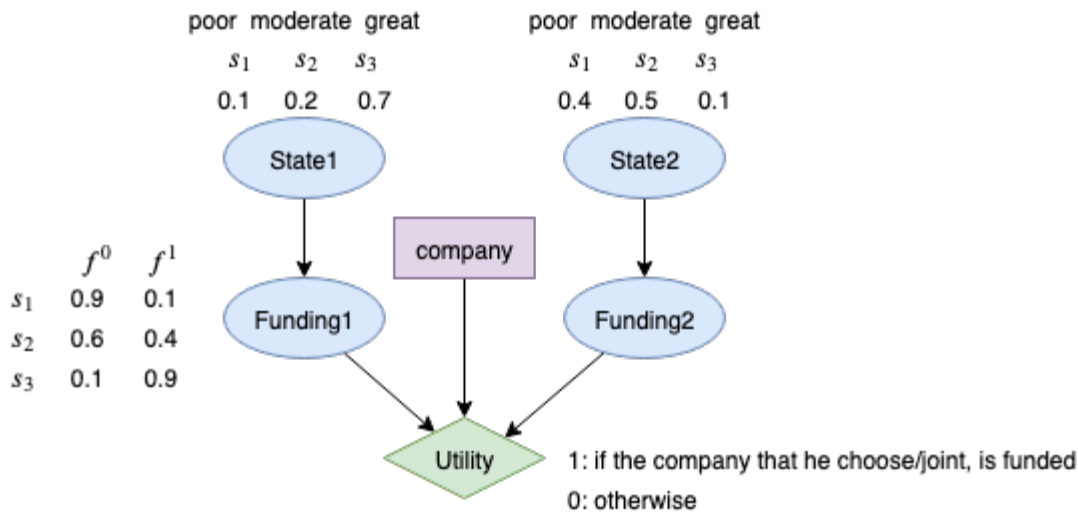 poor moderate great poor moderate great
s1 s2 s3 s1 s2 s3
0.1 0.2 0.7 0.4 0.5 0.1
State1 State2
company
f^0 f^1
s1 0.9 0.1
s2 0.6 0.4
s3 0.1 0.9
Funding1 Funding2
Utility
1: if the company that he choose/joint, is funded
0: otherwise